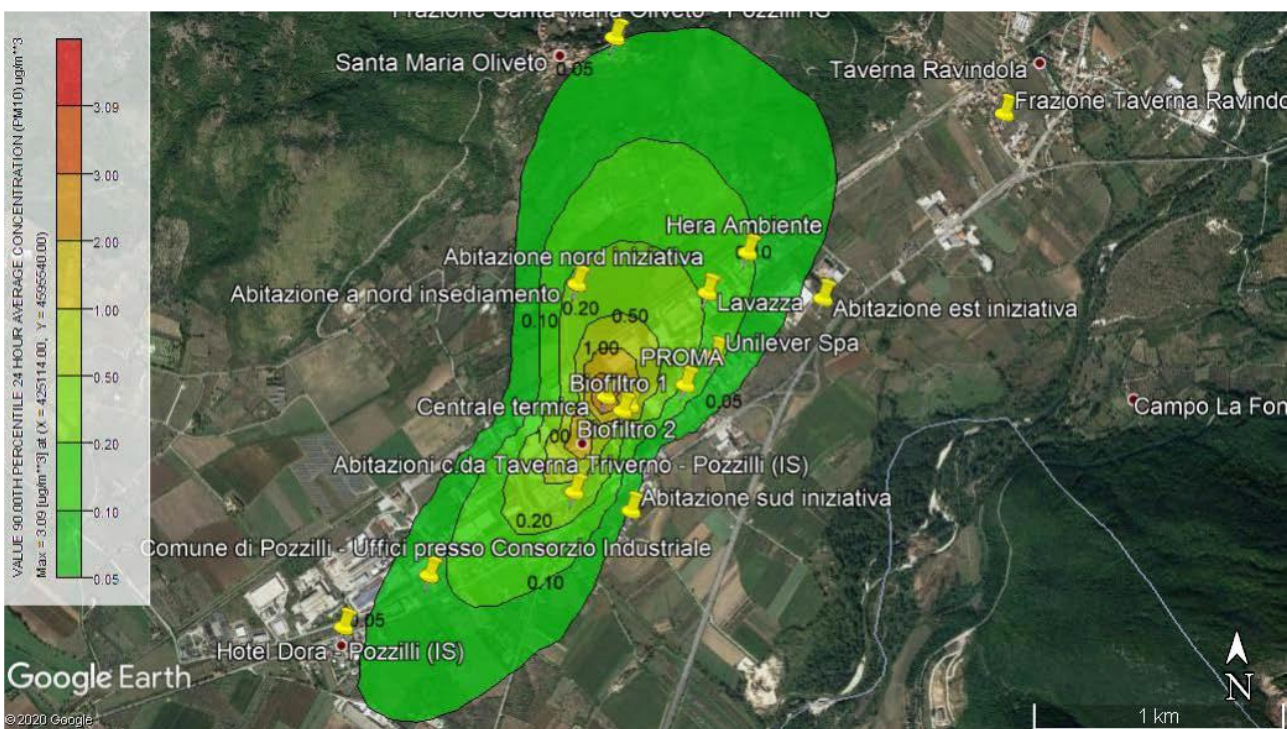 VALUE 90.00TH PERCENTILE 24 HOUR AVERAGE CONCENTRATION (PM10) ug/m**3
Max = 3.09 [ug/m**3] at (X = 425114.00, Y = 4595540.00)
3.09
3.00
2.00
1.00
0.50
0.20
0.10
0.05
Frazione Santa Maria Oliveto - Pozzilli IS
Santa Maria Oliveto
0.05
Taverna Ravindola
Frazione Taverna Ravindo
Hera Ambiente
10
Abitazione nord iniziativa
Abitazione a nord insediamento
Lavazza
Abitazione est iniziativa
0.20
0.10
0.50
1.00
Unilever Spa
PROMA
Biofiltro 1
Centrale termica
0.05
Campo La Fon
Biofiltro 2
1.00
Abitazioni c.da Taverna Triverno - Pozzilli (IS)
Abitazione sud iniziativa
0.20
Comune di Pozzilli - Uffici presso Consorzio Industriale
0.10
0.05
Hotel Dora - Pozzilli (IS)
Google Earth
© 2020 Google
N
1 km